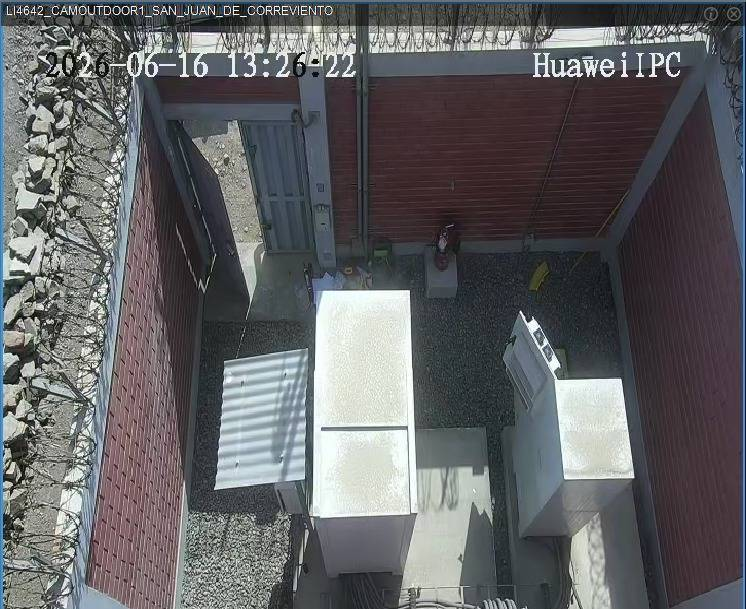 LI4642_CAMOUTDOOR1_SAN_JUAN_DE_CORREVIENTO
2026-06-16 13:26:22
HuaweiIPC